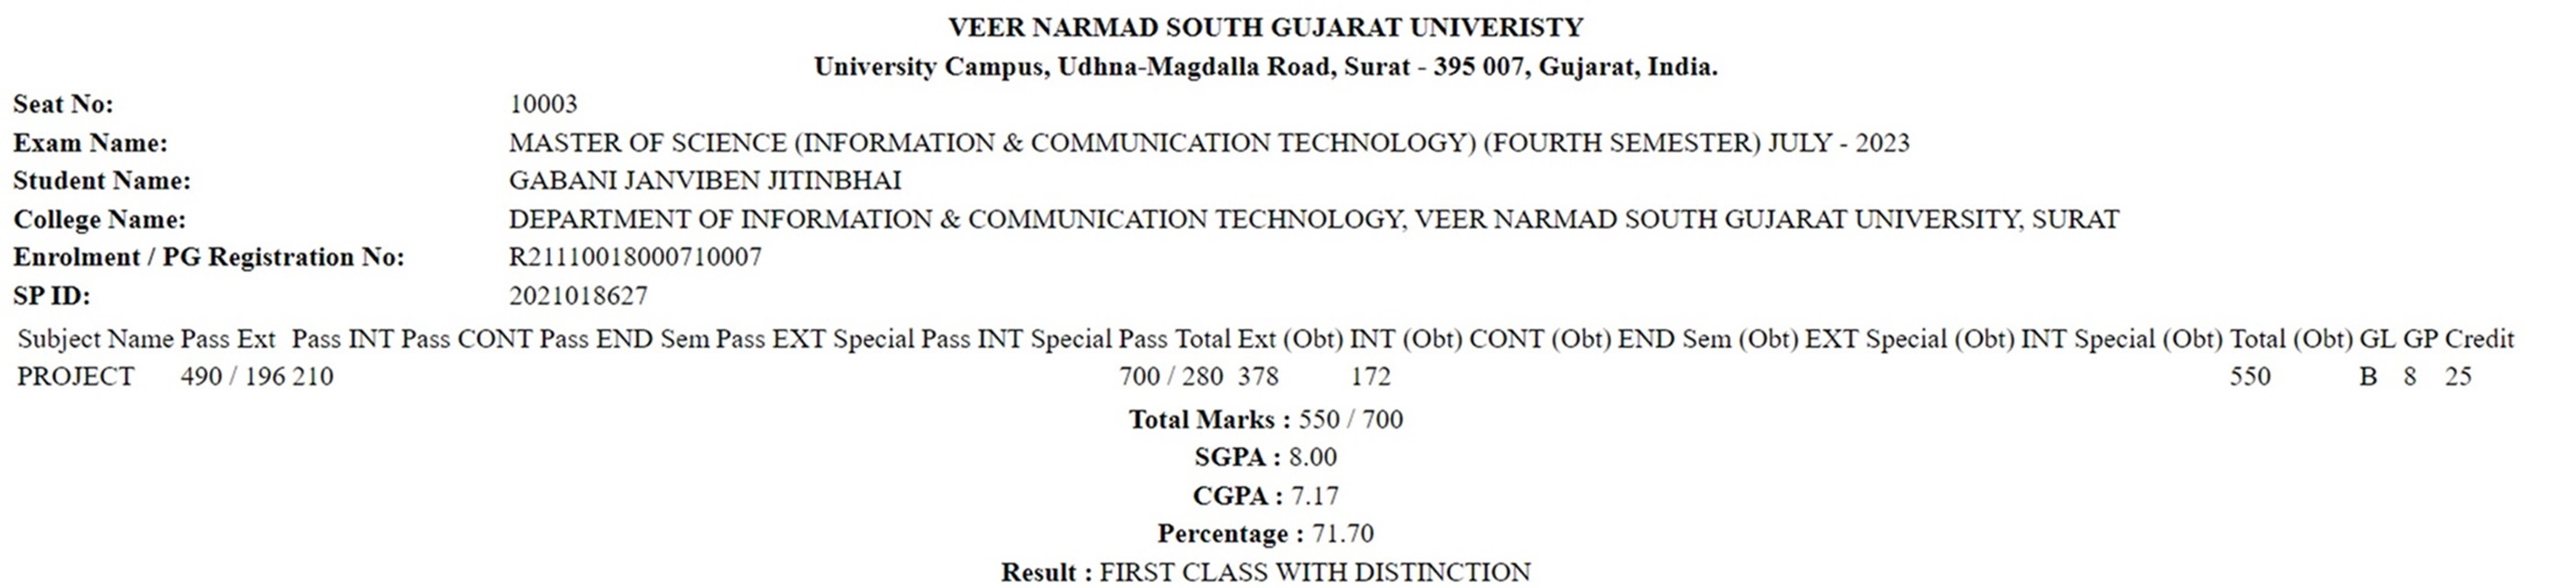 VEER NARMAD SOUTH GUJARAT UNIVERISTY
University Campus, Udhna-Magdalla Road, Surat - 395 007, Gujarat, India.
Seat No: 10003
Exam Name: MASTER OF SCIENCE (INFORMATION & COMMUNICATION TECHNOLOGY) (FOURTH SEMESTER) JULY - 2023
Student Name: GABANI JANVIBEN JITINBHAI
College Name: DEPARTMENT OF INFORMATION & COMMUNICATION TECHNOLOGY, VEER NARMAD SOUTH GUJARAT UNIVERSITY, SURAT
Enrolment / PG Registration No: R21110018000710007
SP ID: 2021018627
Subject Name Pass Ext Pass INT Pass CONT Pass END Sem Pass EXT Special Pass INT Special Pass Total Ext (Obt) INT (Obt) CONT (Obt) END Sem (Obt) EXT Special (Obt) INT Special (Obt) Total (Obt) GL GP Credit
PROJECT 490 / 196 210 700 / 280 378 172 550 B 8 25
Total Marks : 550 / 700
SGPA : 8.00
CGPA : 7.17
Percentage : 71.70
Result : FIRST CLASS WITH DISTINCTION